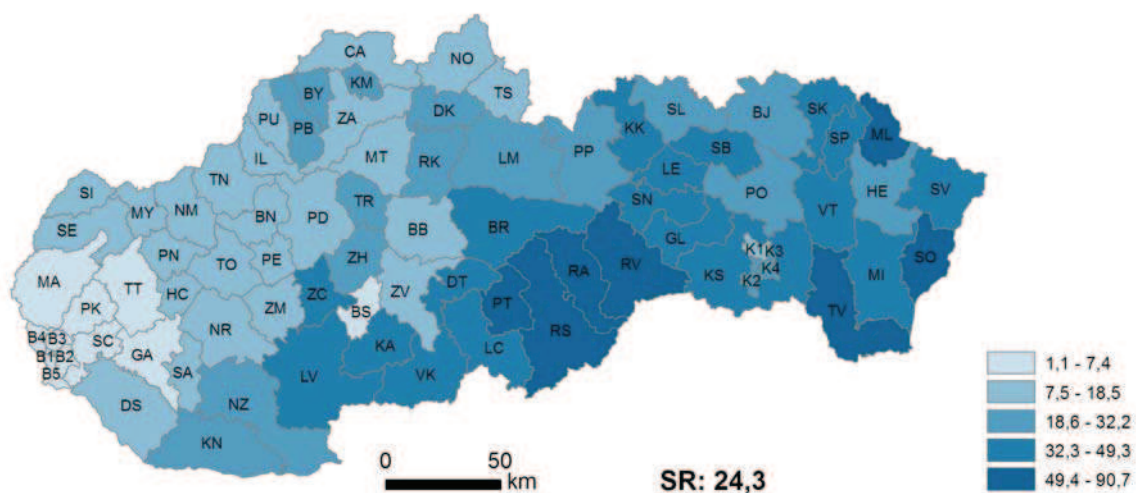 CA
NO
KM
BY
TS
DK
PU
PB
ZA
SL
BJ
SK
KK
SP
ML
IL
MT
RK
LM
PP
SB
LE
TN
SI
MY
NM
BN
PD
TR
BB
PO
HE
SV
SN
VT
SE
BR
PN
TO
PE
ZH
GL
K1
K3
KS
K4
K2
MA
TT
HC
ZC
BS
ZV
DT
RA
RV
SO
MI
PK
ZM
NR
PT
TV
B4
B3
SC
GA
KA
LC
RS
B1
B2
B5
SA
LV
VK
DS
NZ
KN
1,1 - 7,4
7,5 - 18,5
18,6 - 32,2
32,3 - 49,3
49,4 - 90,7
0 50
km
SR: 24,3